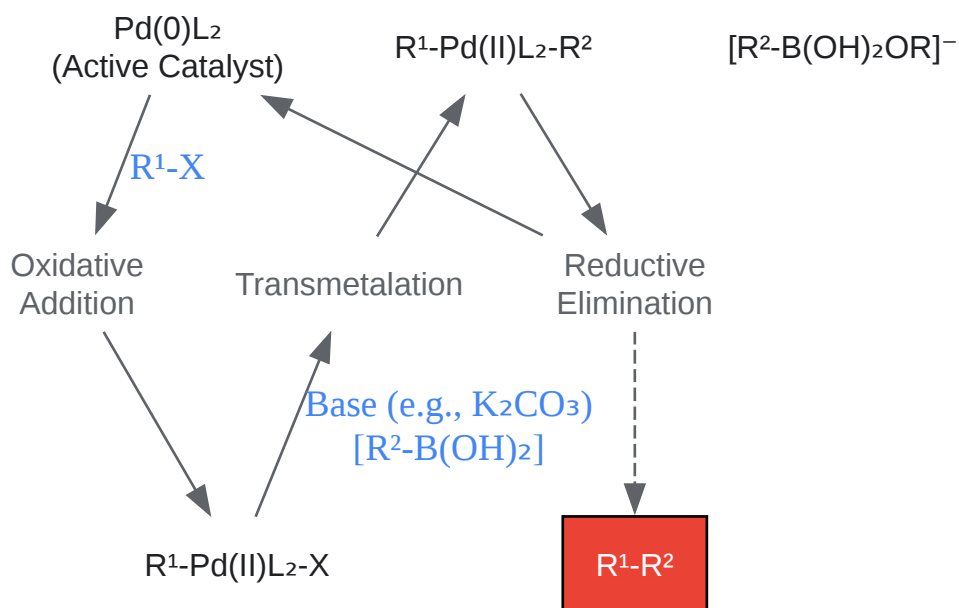 Pd(0)L₂
(Active Catalyst)
R¹-Pd(II)L₂-R²
[R²-B(OH)₂OR]⁻
R¹-X
Oxidative
Addition
Transmetalation
Reductive
Elimination
Base (e.g., K₂CO₃)
[R²-B(OH)₂]
R¹-Pd(II)L₂-X
R¹-R²